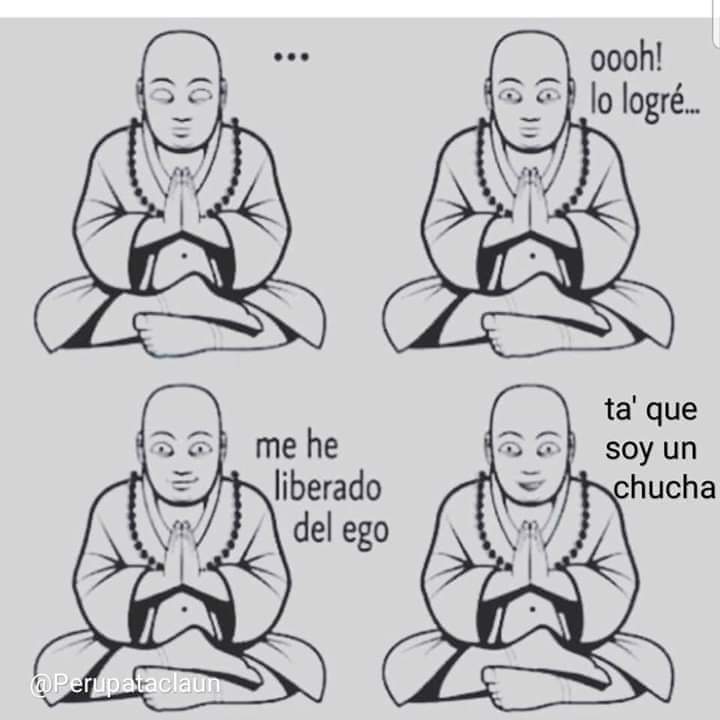 ...
oooh!
lo logré...
me he
liberado
del ego
ta' que
soy un
chucha
@Perupataclaun